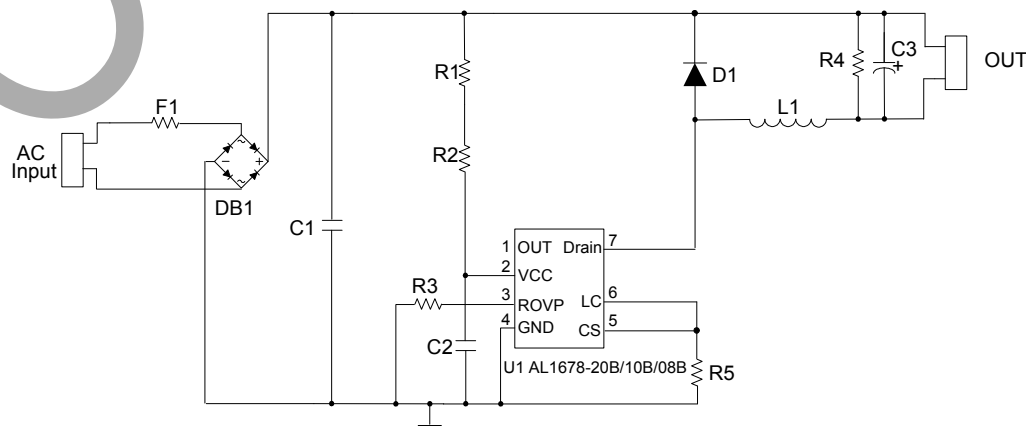 R1
R4
C3
OUT
D1
F1
L1
AC
Input
R2
~
- +
~
DB1
C1
1 OUT Drain 7
2 VCC
R3
3 ROVP LC 6
4 GND CS 5
C2
U1 AL1678-20B/10B/08B
R5
+